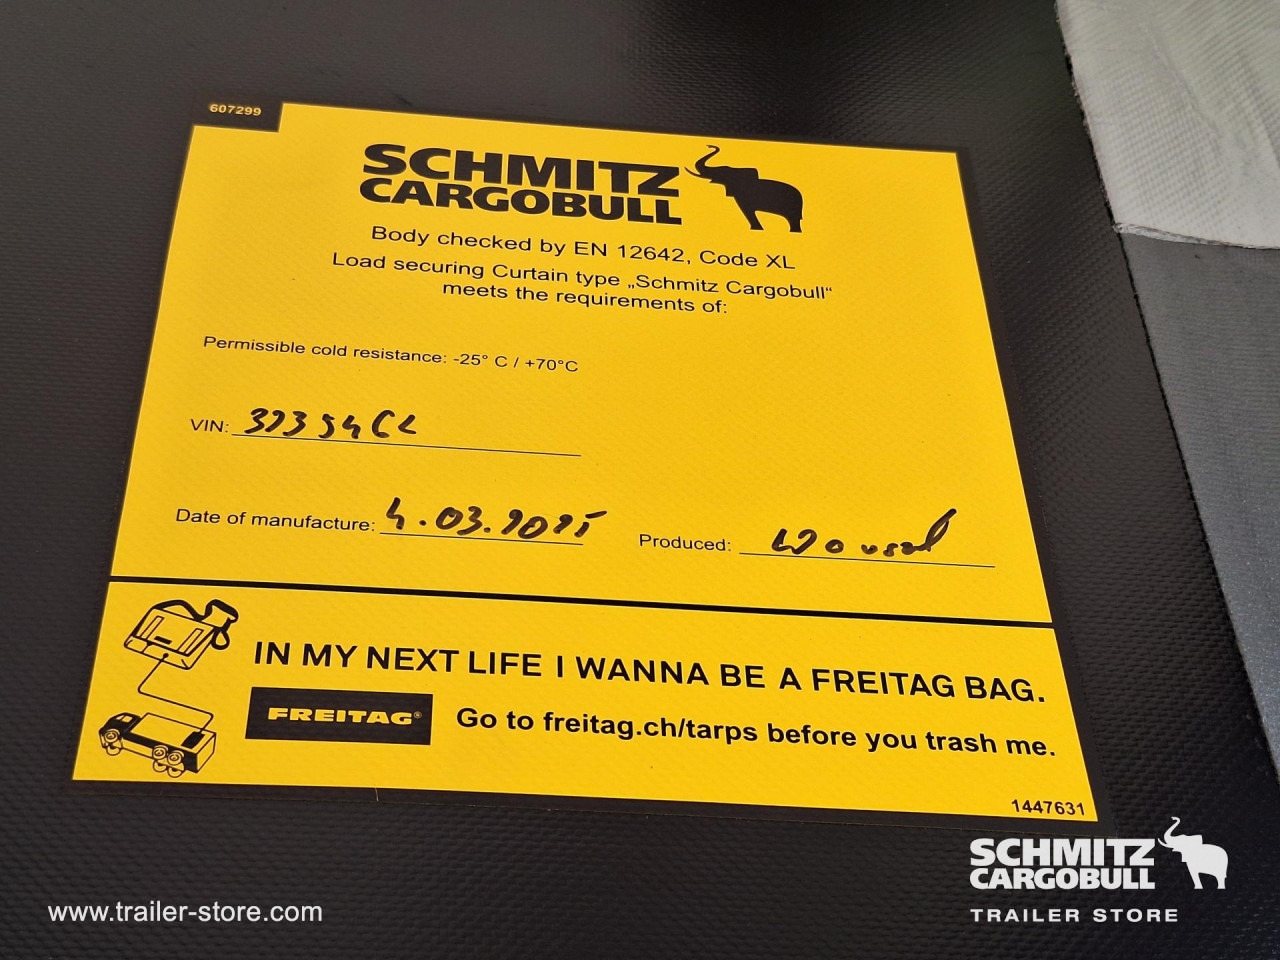 607299
SCHMITZ
CARGOBULL
Body checked by EN 12642, Code XL
Load securing Curtain type „Schmitz Cargobull“
meets the requirements of:
Permissible cold resistance: -25° C / +70°C
VIN:
Date of manufacture: 4.03.2025 Produced:
IN MY NEXT LIFE I WANNA BE A FREITAG BAG.
FREITAG® Go to freitag.ch/tarps before you trash me.
1447631
SCHMITZ
CARGOBULL
TRAILER STORE
www.trailer-store.com